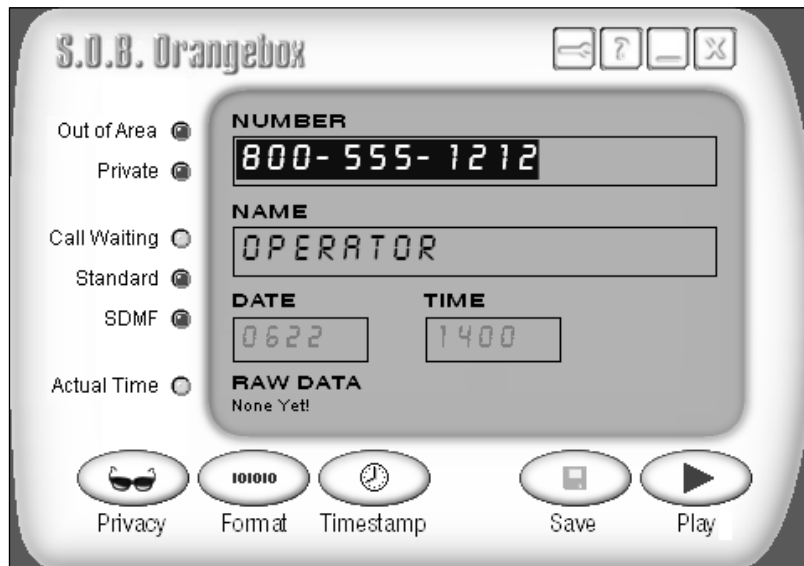 S.O.B. Orangebox
?
X
Out of Area
Private
Call Waiting
Standard
SDMF
Actual Time
NUMBER
800-555-1212
NAME
OPERATOR
DATE
TIME
0622
1400
RAW DATA
None Yet!
101010
Privacy
Format
Timestamp
Save
Play